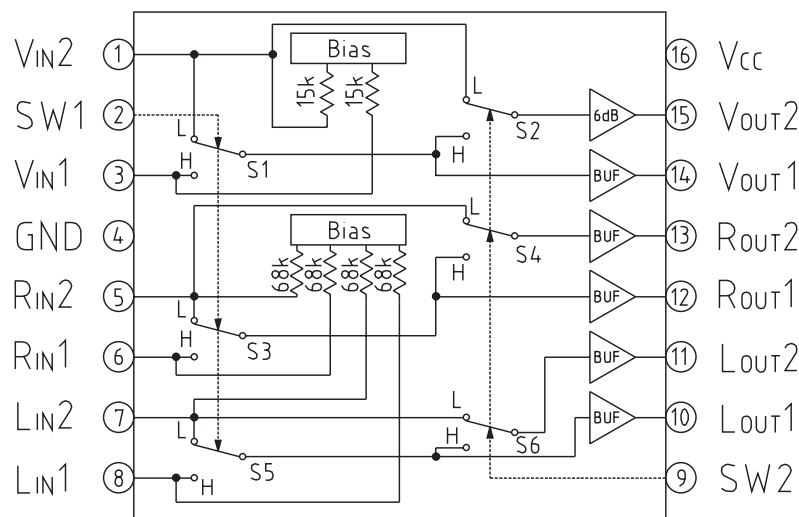 VIN2 1 Bias 16 VCC
15k 15k L
SW1 2 L S2 6dB 15 VOUT2
H S1 H
VIN1 3 BUF 14 VOUT1
L
GND 4 Bias S4 BUF 13 ROUT2
68k 68k 68k 68k H
RIN2 5 L BUF 12 ROUT1
H S3
RIN1 6 BUF 11 LOUT2
L
LIN2 7 L H S6 BUF 10 LOUT1
S5
LIN1 8 H 9 SW2